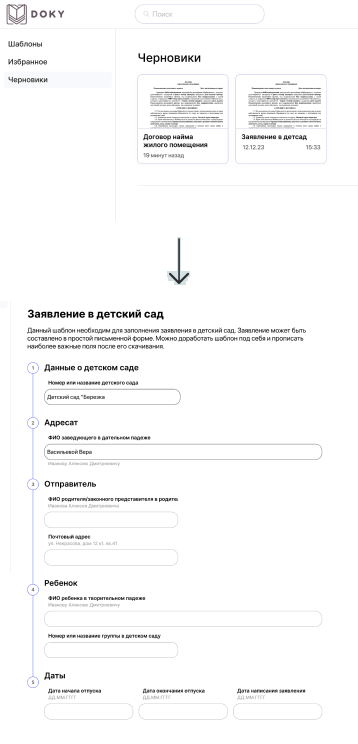 DOKY
Поиск
Шаблоны
Избранное
Черновики
Черновики
Договор найма
жилого помещения
19 минут назад
Заявление в детсад
12.12.23 15:33
Заявление в детский сад
Данный шаблон необходим для заполнения заявления в детский сад. Заявление может быть
составлено в простой письменной форме. Можно доработать шаблон под себя и прописать
наиболее важные поля после его скачивания.
1 Данные о детском саде
Номер или название детского сада
Детский сад "Березка
2 Адресат
ФИО заведующего в дательном падеже
Васильевой Вера
Иванову Алексею Дмитриевичу
3 Отправитель
ФИО родителя/законного представителя в родите
Иванова Алексея Дмитриевича
Почтовый адрес
ул. Некрасова, дом 12 к1, кв.41
4 Ребенок
ФИО ребенка в творительном падеже
Иванову Алексею Дмитриевичу
Номер или название группы в детском саду
5 Даты
Дата начала отпуска
ДД.ММ.ГГГГ
Дата окончания отпуска
ДД.ММ.ГГГГ
Дата написания заявления
ДД.ММ.ГГГГ